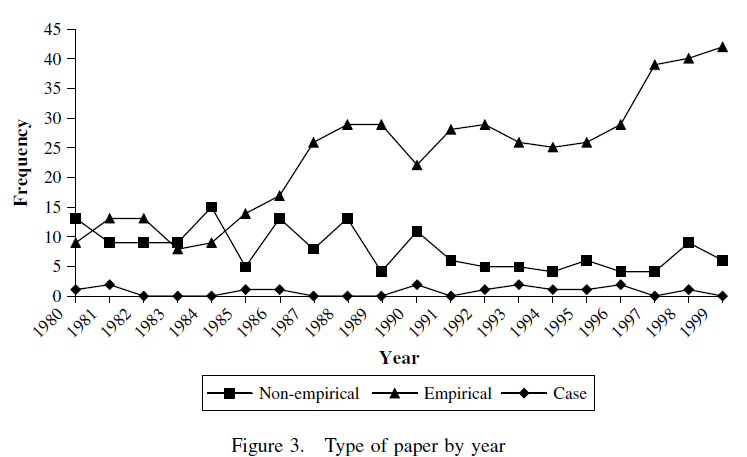 45
40
35
30
25
20
15
10
5
0
Frequency
1980 1981 1982 1983 1984 1985 1986 1987 1988 1989 1990 1991 1992 1993 1994 1995 1996 1997 1998 1999
Year
Non-empirical Empirical Case
Figure 3. Type of paper by year